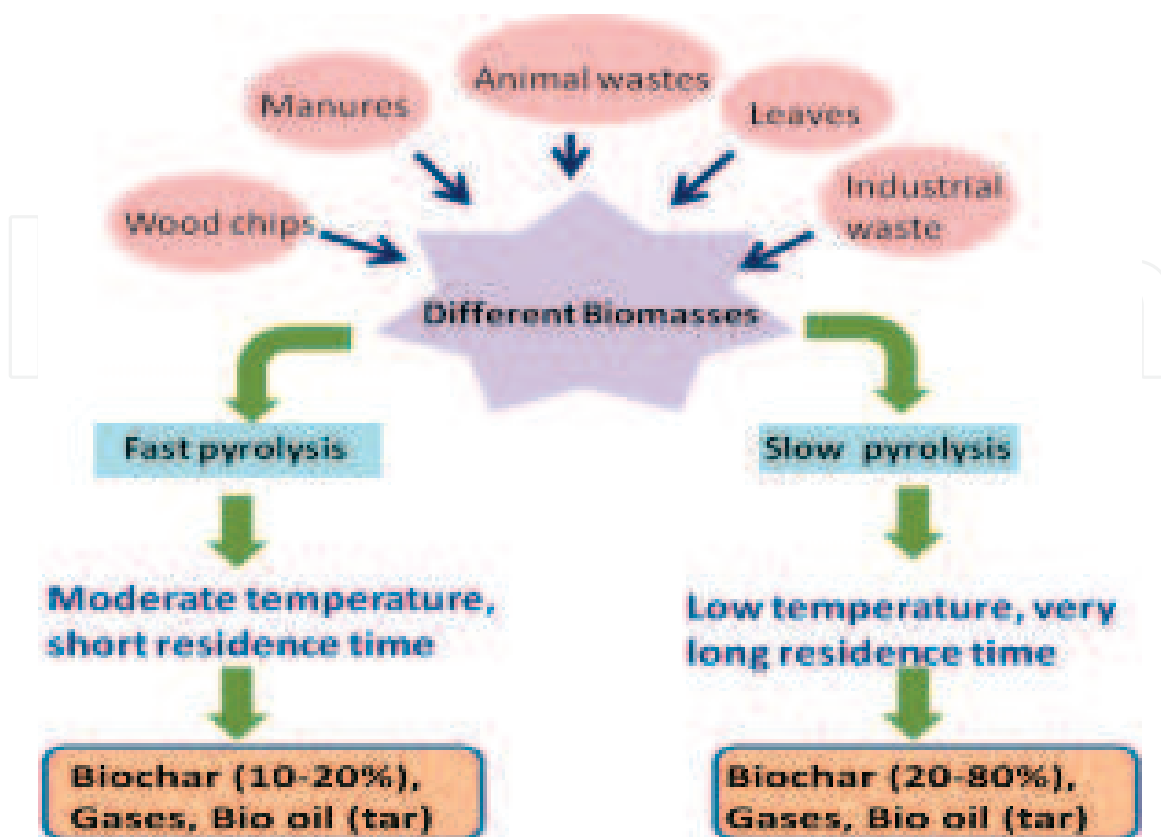 Animal wastes
Manures
Leaves
Wood chips
Industrial
waste
Different Biomasses
Fast pyrolysis
Slow pyrolysis
Moderate temperature,
short residence time
Low temperature, very
long residence time
Biochar (10-20%),
Gases, Bio oil (tar)
Biochar (20-80%),
Gases, Bio oil (tar)